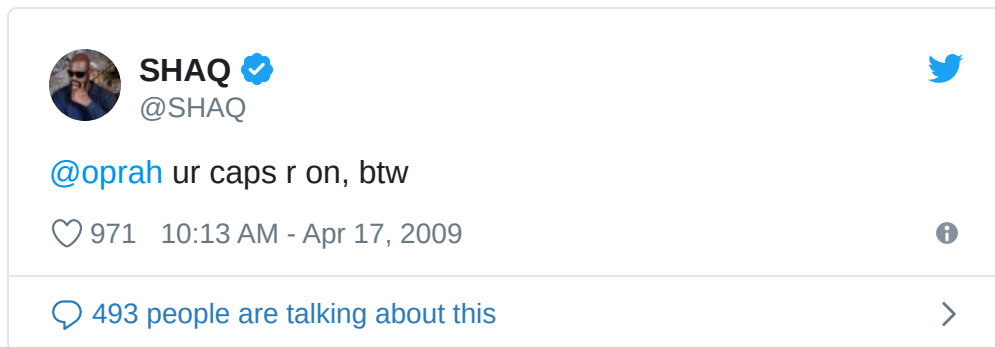 SHAQ
@SHAQ
@oprah ur caps r on, btw
971 10:13 AM - Apr 17, 2009
493 people are talking about this